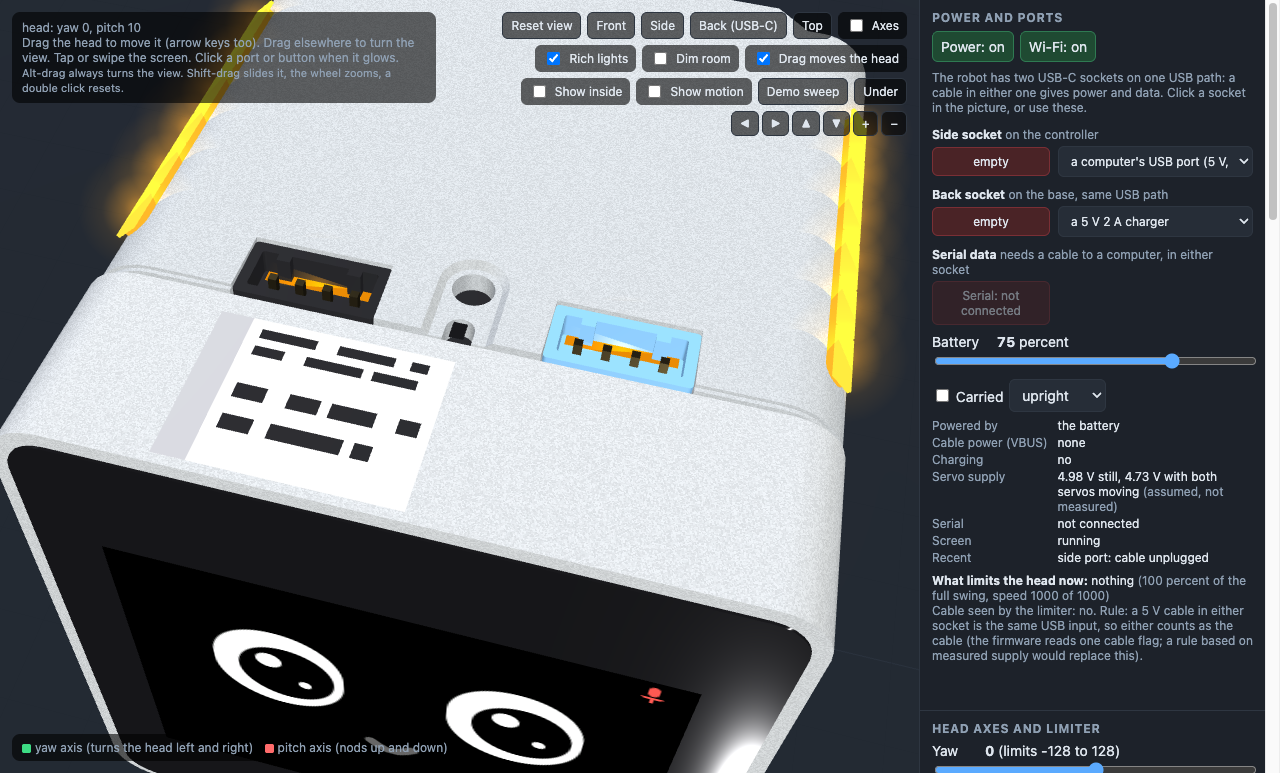 head: yaw 0, pitch 10
Drag the head to move it (arrow keys too). Drag elsewhere to turn the
view. Tap or swipe the screen. Click a port or button when it glows.
Alt-drag always turns the view. Shift-drag slides it, the wheel zooms, a
double click resets.
Reset view Front Side Back (USB-C) Top Axes
Rich lights Dim room Drag moves the head
Show inside Show motion Demo sweep Under
◀ ▶ ▲ ▼ + −
yaw axis (turns the head left and right) pitch axis (nods up and down)
POWER AND PORTS
Power: on Wi-Fi: on
The robot has two USB-C sockets on one USB path: a
cable in either one gives power and data. Click a socket
in the picture, or use these.
Side socket on the controller
empty a computer's USB port (5 V,
Back socket on the base, same USB path
empty a 5 V 2 A charger
Serial data needs a cable to a computer, in either
socket
Serial: not
connected
Battery 75 percent
Carried upright
Powered by the battery
Cable power (VBUS) none
Charging no
Servo supply 4.98 V still, 4.73 V with both
servos moving (assumed, not
measured)
Serial not connected
Screen running
Recent side port: cable unplugged
What limits the head now: nothing (100 percent of the
full swing, speed 1000 of 1000)
Cable seen by the limiter: no. Rule: a 5 V cable in either
socket is the same USB input, so either counts as the
cable (the firmware reads one cable flag; a rule based on
measured supply would replace this).
HEAD AXES AND LIMITER
Yaw 0 (limits -128 to 128)